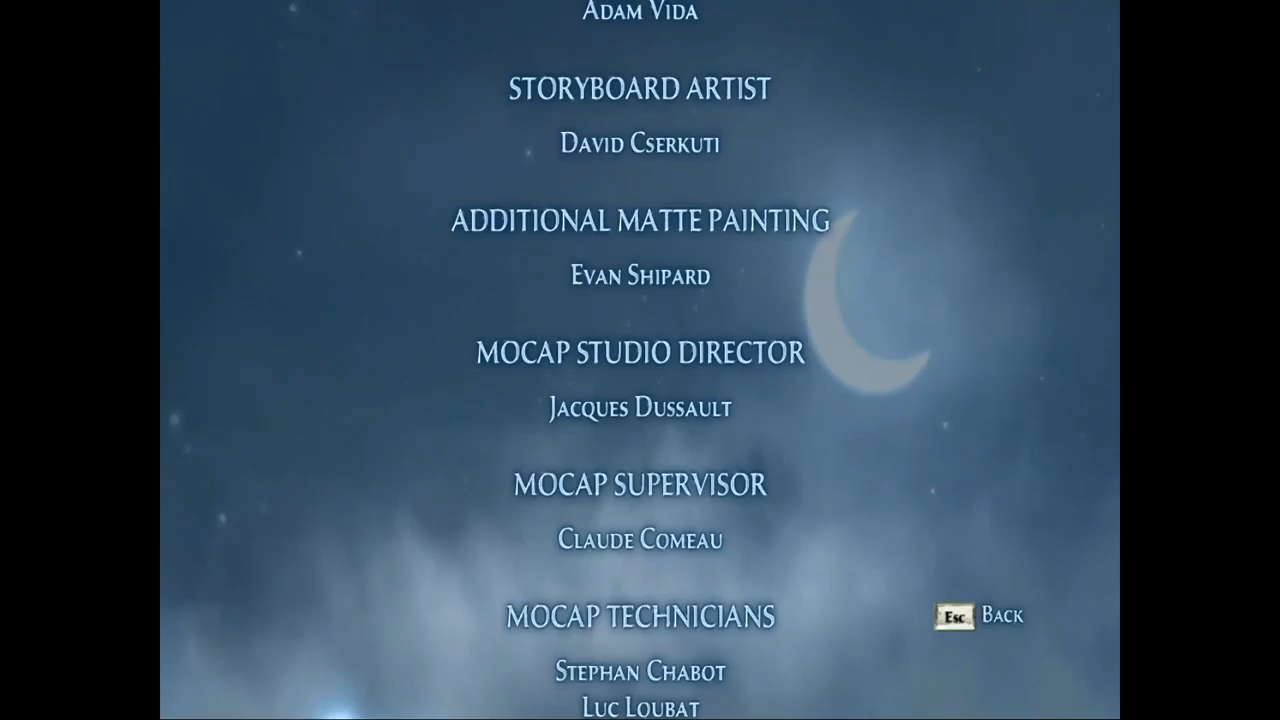 ADAM VIDA
STORYBOARD ARTIST
DAVID CSERKUTI
ADDITIONAL MATTE PAINTING
EVAN SHIPARD
MOCAP STUDIO DIRECTOR
JACQUES DUSSAULT
MOCAP SUPERVISOR
CLAUDE COMEAU
MOCAP TECHNICIANS
Esc BACK
STEPHAN CHABOT
LUC LOUBAT